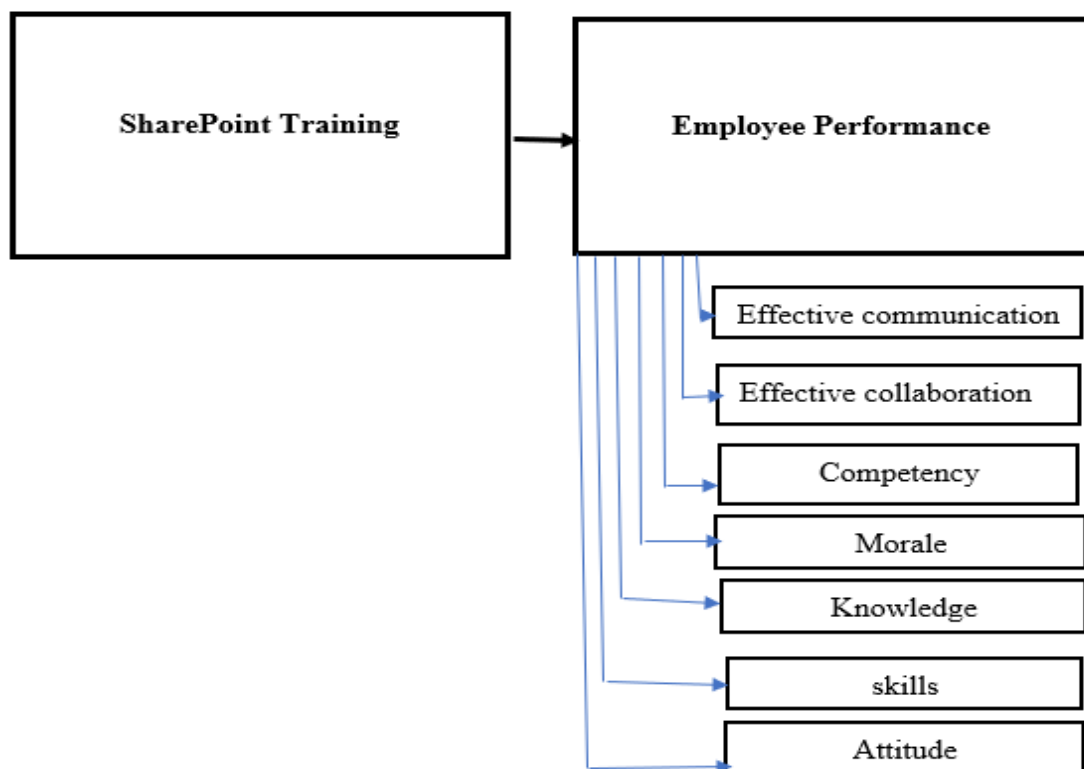 SharePoint Training
Employee Performance
Effective communication
Effective collaboration
Competency
Morale
Knowledge
skills
Attitude